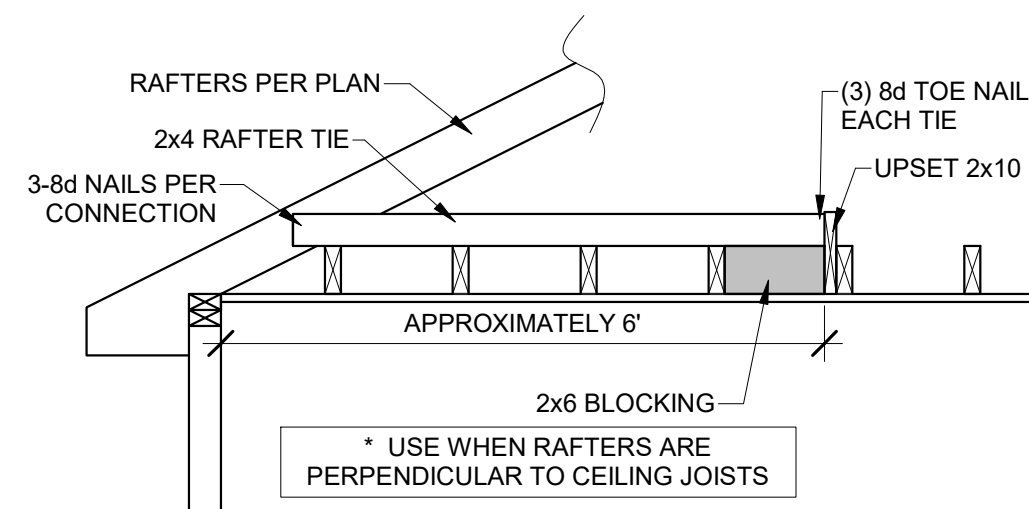 RAFTERS PER PLAN
2x4 RAFTER TIE
3-8d NAILS PER
CONNECTION
(3) 8d TOE NAIL
EACH TIE
UPSET 2x10
APPROXIMATELY 6'
2x6 BLOCKING
* USE WHEN RAFTERS ARE
PERPENDICULAR TO CEILING JOISTS